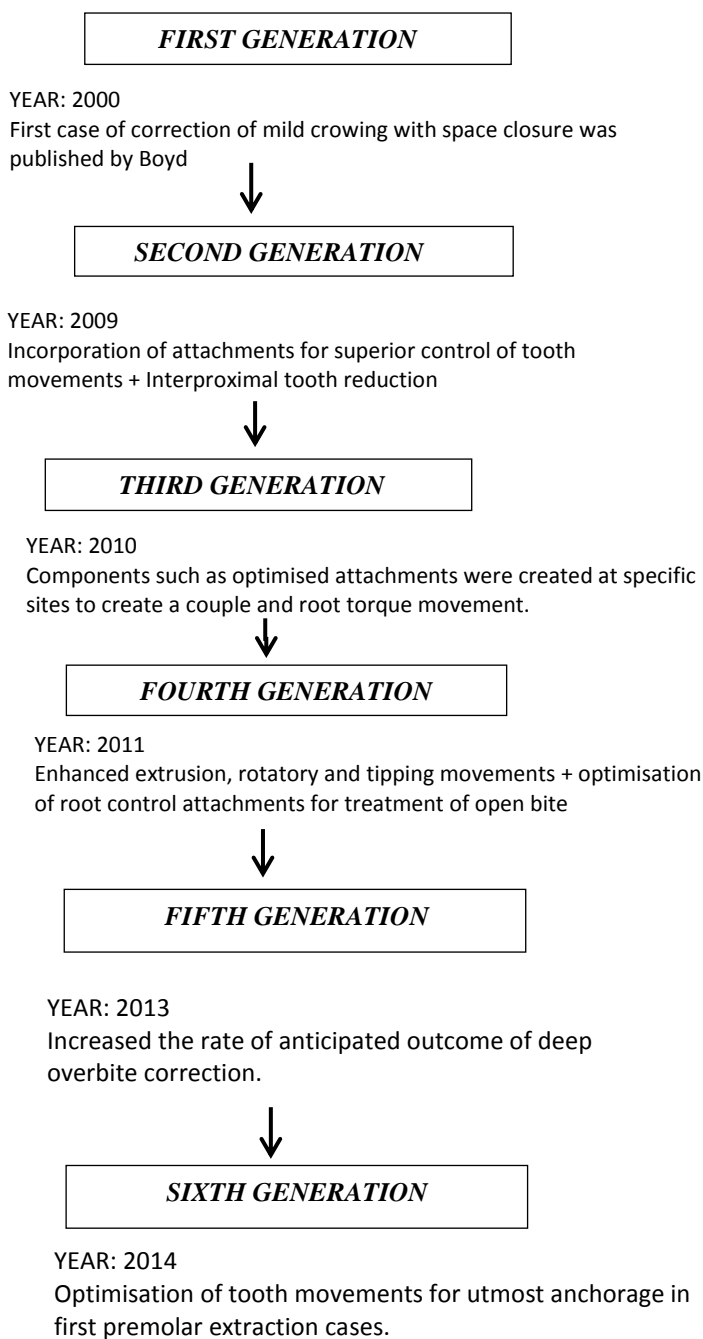 FIRST GENERATION
YEAR: 2000
First case of correction of mild crowing with space closure was
published by Boyd
SECOND GENERATION
YEAR: 2009
Incorporation of attachments for superior control of tooth
movements + Interproximal tooth reduction
THIRD GENERATION
YEAR: 2010
Components such as optimised attachments were created at specific
sites to create a couple and root torque movement.
FOURTH GENERATION
YEAR: 2011
Enhanced extrusion, rotatory and tipping movements + optimisation
of root control attachments for treatment of open bite
FIFTH GENERATION
YEAR: 2013
Increased the rate of anticipated outcome of deep
overbite correction.
SIXTH GENERATION
YEAR: 2014
Optimisation of tooth movements for utmost anchorage in
first premolar extraction cases.